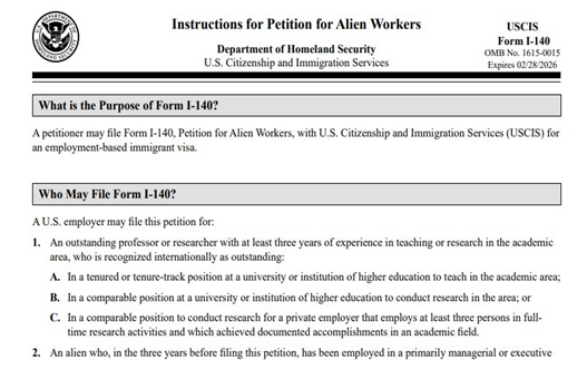 Instructions for Petition for Alien Workers
Department of Homeland Security
U.S. Citizenship and Immigration Services
USCIS
Form I-140
OMB No. 1615-0015
Expires 02/28/2026
What is the Purpose of Form I-140?
A petitioner may file Form I-140, Petition for Alien Workers, with U.S. Citizenship and Immigration Services (USCIS) for
an employment-based immigrant visa.
Who May File Form I-140?
A U.S. employer may file this petition for:
1. An outstanding professor or researcher with at least three years of experience in teaching or research in the academic
area, who is recognized internationally as outstanding:
A. In a tenured or tenure-track position at a university or institution of higher education to teach in the academic area;
B. In a comparable position at a university or institution of higher education to conduct research in the area; or
C. In a comparable position to conduct research for a private employer that employs at least three persons in full-
time research activities and which achieved documented accomplishments in an academic field.
2. An alien who, in the three years before filing this petition, has been employed in a primarily managerial or executive